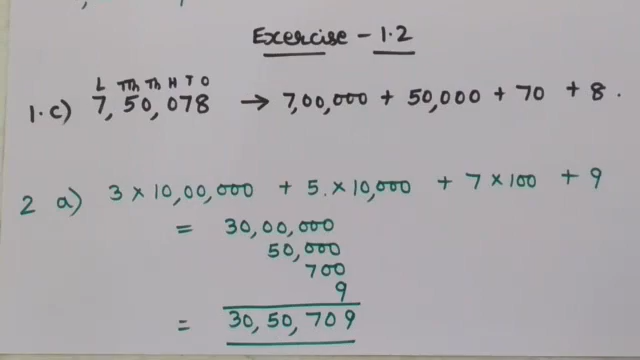 Exercise - 1.2
L TTh Th H T O
1.c) 7,50,078 → 7,00,000 + 50,000 + 70 + 8.
2 a) 3 × 10,00,000 + 5. × 10,000 + 7 × 100 + 9
= 30,00,000
50,000
700
9
= 30,50,709